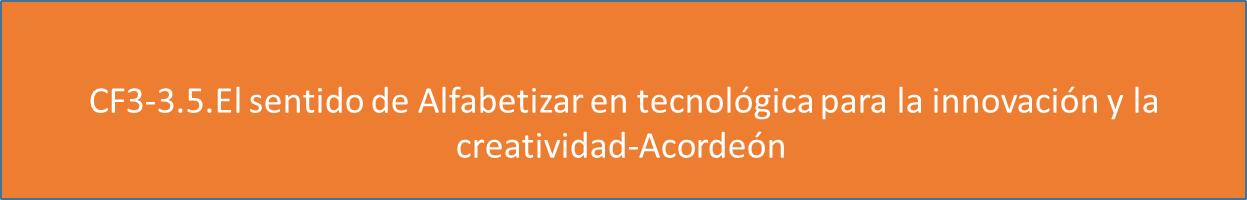 CF3-3.5.El sentido de Alfabetizar en tecnológica para la innovación y la
creatividad-Acordeón